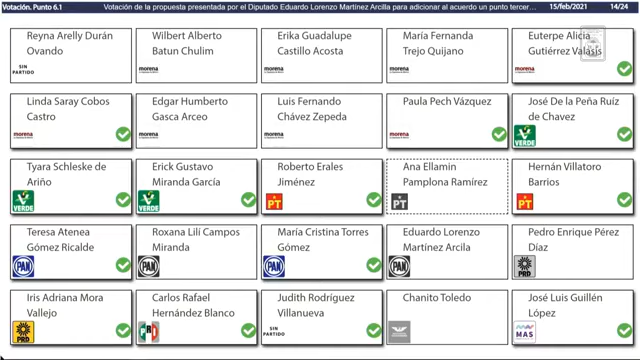 Votación. Punto 6.1
Votación de la propuesta presentada por el Diputado Eduardo Lorenzo Martínez Arcilla para adicionar al acuerdo un punto tercer...
15/feb/2021
14/24
Reyna Arelly Durán
Ovando
SIN
PARTIDO
Wilbert Alberto
Batun Chulim
morena
Erika Guadalupe
Castillo Acosta
morena
María Fernanda
Trejo Quijano
morena
Euterpe Alicia
Gutiérrez Valasis
morena
Linda Saray Cobos
Castro
morena
Edgar Humberto
Gasca Arceo
morena
Luis Fernando
Chávez Zepeda
morena
Paula Pech Vázquez
morena
José De la Peña Ruíz
de Chavez
VERDE
Tyara Schleske de
Ariño
VERDE
Erick Gustavo
Miranda García
VERDE
Roberto Erales
Jiménez
PT
Ana Ellamin
Pamplona Ramírez
PT
Hernán Villatoro
Barrios
PT
Teresa Atenea
Gómez Ricalde
PAN
Roxana Lilí Campos
Miranda
PAN
María Cristina Torres
Gómez
PAN
Eduardo Lorenzo
Martínez Arcila
PAN
Pedro Enrique Pérez
Díaz
PRD
Iris Adriana Mora
Vallejo
PRD
Carlos Rafael
Hernández Blanco
PRI
Judith Rodríguez
Villanueva
SIN
PARTIDO
Chanito Toledo
José Luis Guillén
López
MAS